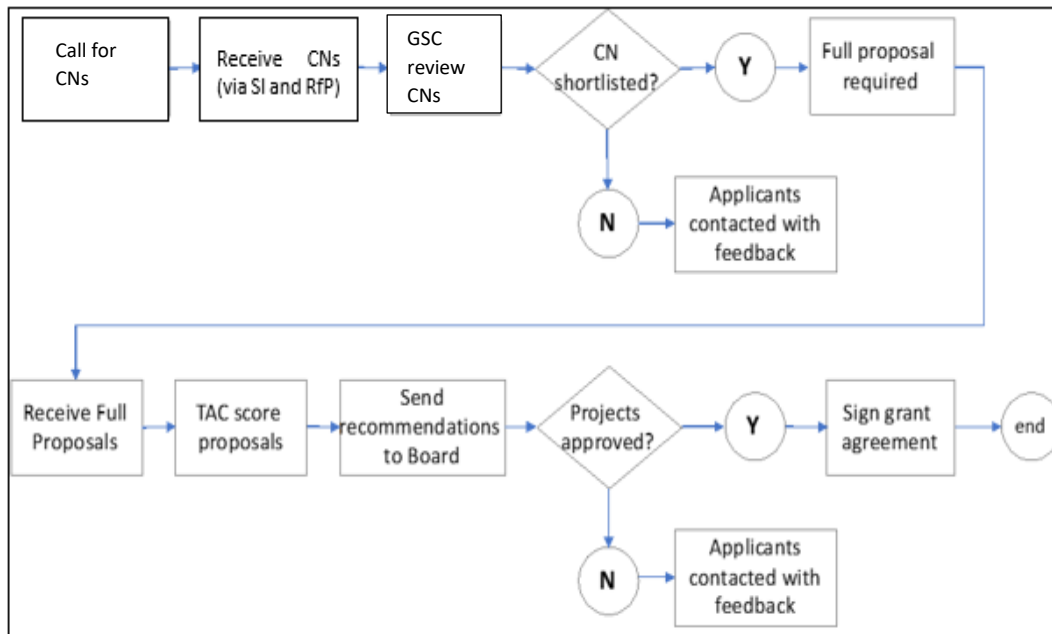 Call for
CNs
Receive CNs
(via SI and RfP)
GSC
review
CNs
CN
shortlisted?
Y
Full proposal
required
N
Applicants
contacted with
feedback
Receive Full
Proposals
TAC score
proposals
Send
recommendations
to Board
Projects
approved?
Y
Sign grant
agreement
end
N
Applicants
contacted with
feedback